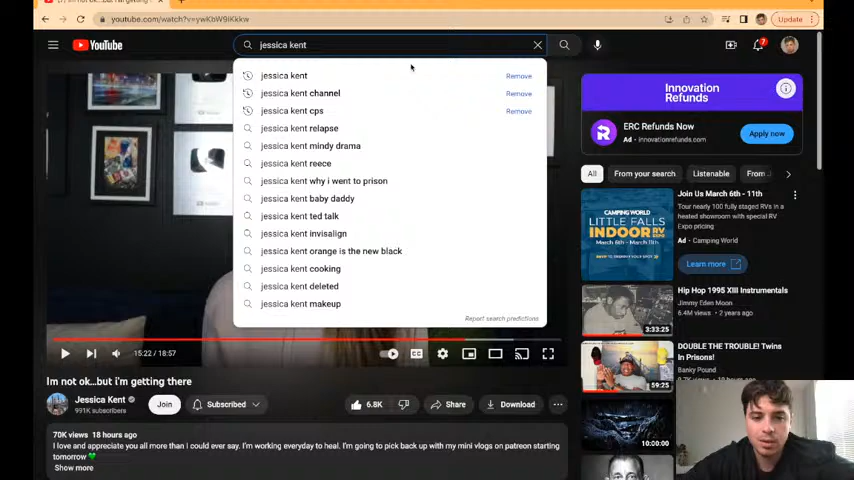 youtube.com/watch?v=ywKbW9iKkkw
Update
YouTube
jessica kent
7
jessica kent
Remove
jessica kent channel
Remove
jessica kent cps
Remove
jessica kent relapse
jessica kent mindy drama
jessica kent reece
jessica kent why i went to prison
jessica kent baby daddy
jessica kent ted talk
jessica kent invisalign
jessica kent orange is the new black
jessica kent cooking
jessica kent deleted
jessica kent makeup
Report search predictions
15:22 / 18:57
CC
Im not ok...but i'm getting there
Jessica Kent
991K subscribers
Join
Subscribed
6.8K
Share
Download
70K views 18 hours ago
I love and appreciate you all more than I could ever say. I'm working everyday to heal. I'm going to pick back up with my mini vlogs on patreon starting
tomorrow 💚
Show more
Innovation
Refunds
ERC Refunds Now
Ad · innovationrefunds.com
Apply now
All
From your search
Listenable
From
CAMPING WORLD
LITTLE FALLS
INDOOR RV
EXPO
March 6th - March 11th
Join Us March 6th - 11th
Tour nearly 100 fully staged RVs in a
heated showroom with special RV
Expo pricing
Ad · Camping World
Learn more
Hip Hop 1995 XIII Instrumentals
Jimmy Eden Moon
6.4M views · 2 years ago
3:33:25
DOUBLE THE TROUBLE! Twins
In Prisons!
Banky Pound
59:25
10:00:00